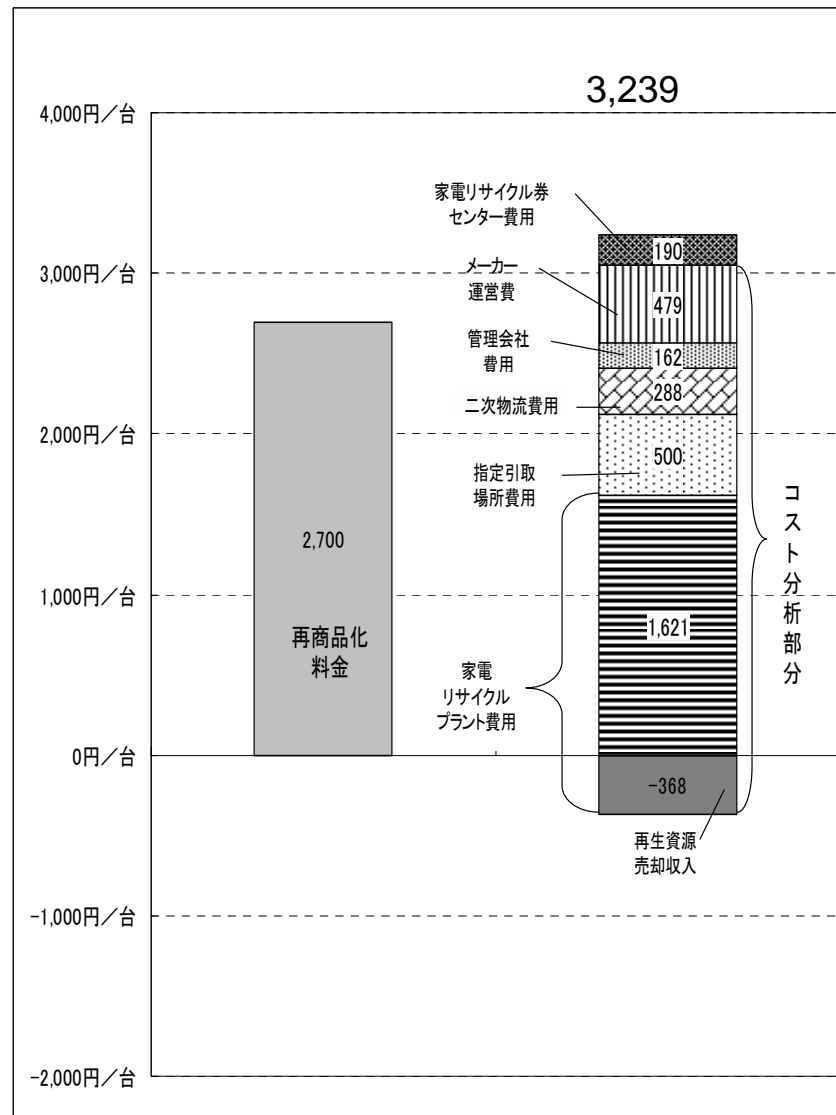 3,239
4,000円／台
3,000円／台
2,000円／台
1,000円／台
0円／台
-1,000円／台
-2,000円／台
2,700
再商品化
料金
家電リサイクル券
センター費用
メーカー
運営費
管理会社
費用
二次物流費用
指定引取
場所費用
家電
リサイクル
プラント費用
190
479
162
288
500
1,621
-368
再生資源
売却収入
コスト分析部分